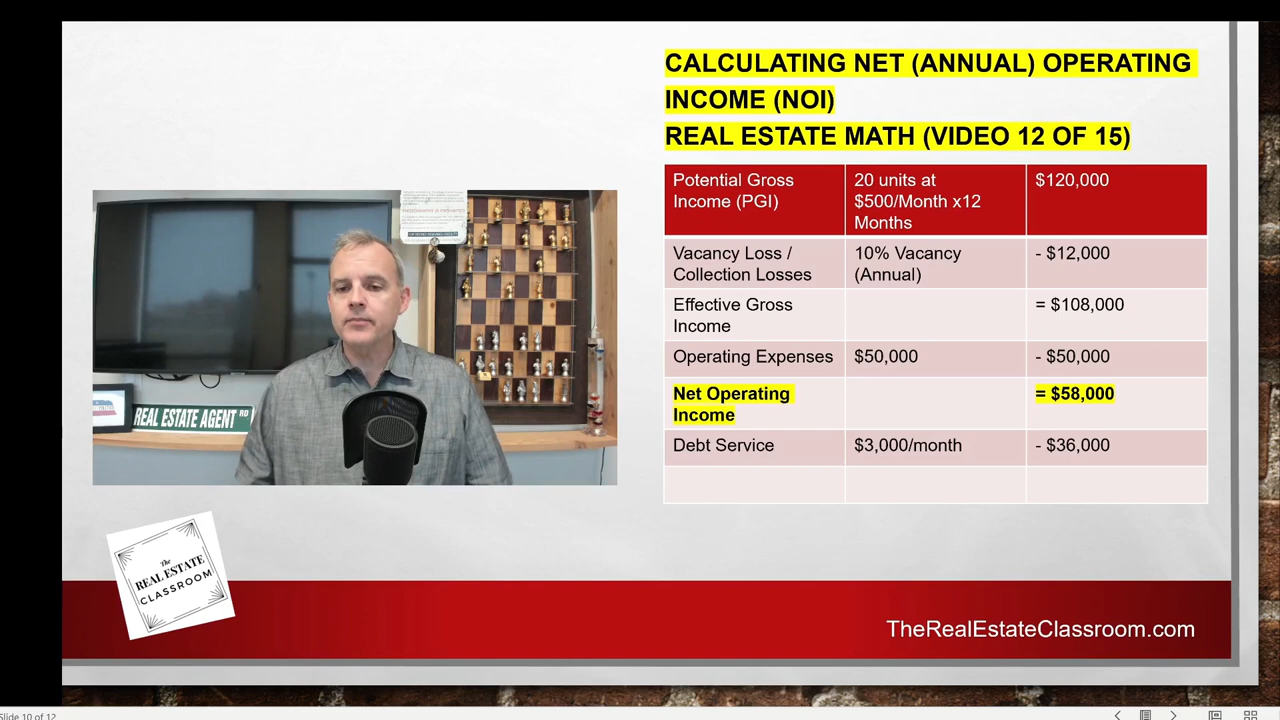 CALCULATING NET (ANNUAL) OPERATING
INCOME (NOI)
REAL ESTATE MATH (VIDEO 12 OF 15)
Potential Gross
Income (PGI)
20 units at
$500/Month x12
Months
$120,000
Vacancy Loss /
Collection Losses
10% Vacancy
(Annual)
- $12,000
Effective Gross
Income
= $108,000
Operating Expenses
$50,000
- $50,000
Net Operating
Income
= $58,000
Debt Service
$3,000/month
- $36,000
REAL ESTATE AGENT RD
The
REAL ESTATE
CLASSROOM
TheRealEstateClassroom.com
Slide 10 of 12